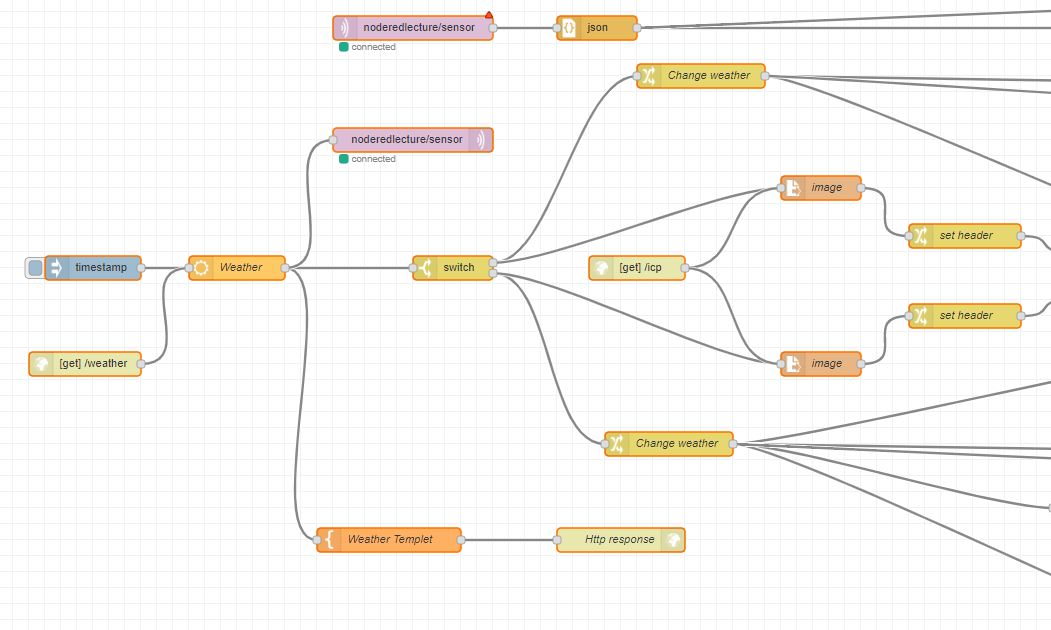 noderedlecture/sensor
json
connected
Change weather
noderedlecture/sensor
connected
image
set header
timestamp
Weather
switch
[get] /icp
set header
[get] /weather
image
Change weather
Weather Templet
Http response